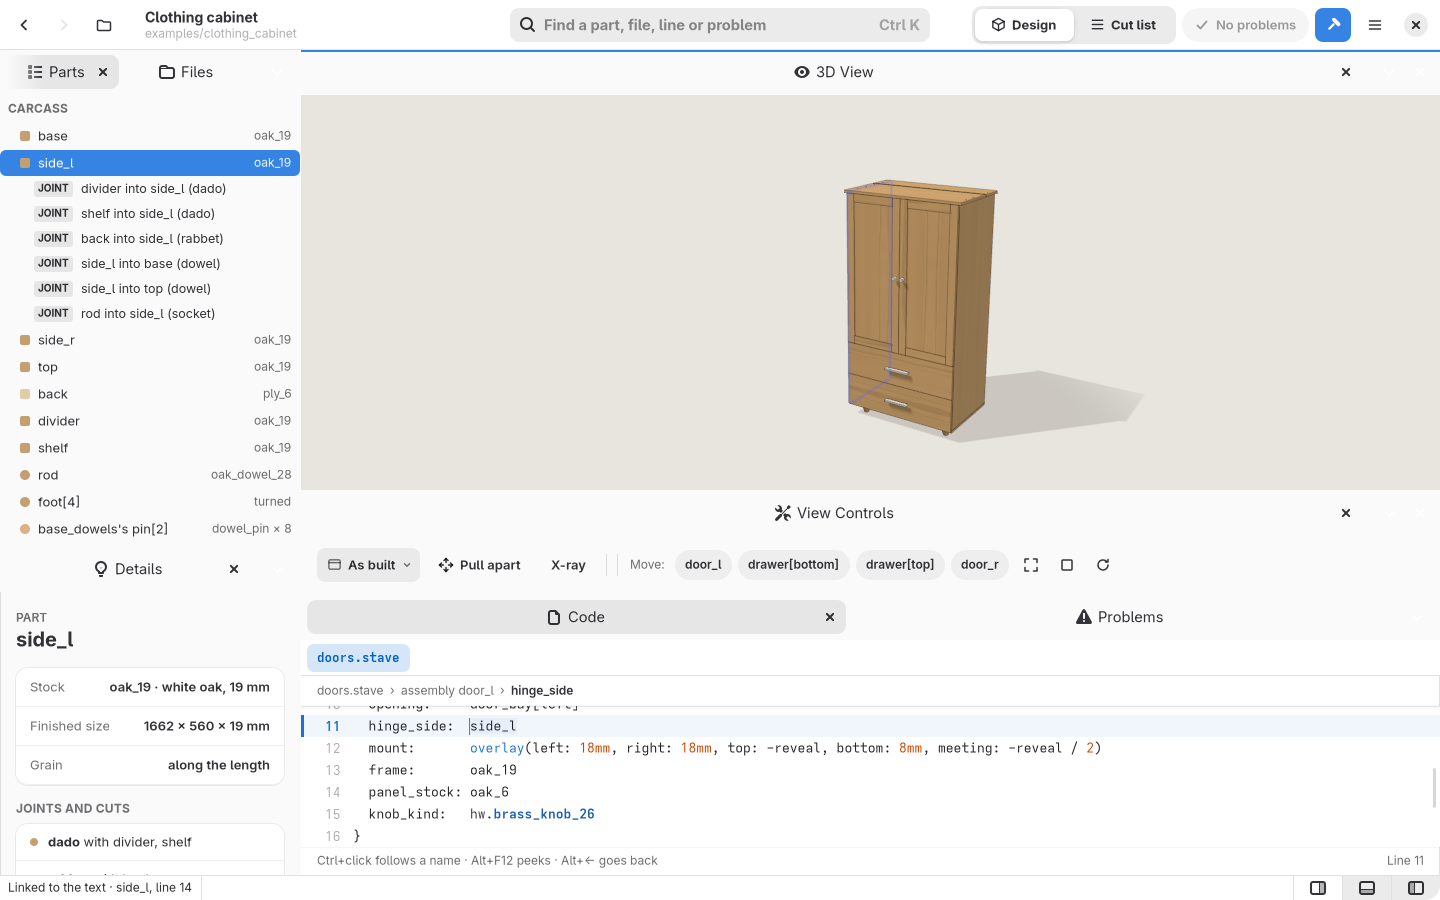 Clothing cabinet
examples/clothing_cabinet
Find a part, file, line or problem Ctrl K
Design
Cut list
No problems
Parts
Files
3D View
CARCASS
base oak_19
side_l oak_19
JOINT divider into side_l (dado)
JOINT shelf into side_l (dado)
JOINT back into side_l (rabbet)
JOINT side_l into base (dowel)
JOINT side_l into top (dowel)
JOINT rod into side_l (socket)
side_r oak_19
top oak_19
back ply_6
divider oak_19
shelf oak_19
rod oak_dowel_28
foot[4] turned
base_dowels's pin[2] dowel_pin × 8
View Controls
As built
Pull apart
X-ray
Move:
door_l
drawer[bottom]
drawer[top]
door_r
Details
PART
side_l
Stock oak_19 · white oak, 19 mm
Finished size 1662 × 560 × 19 mm
Grain along the length
JOINTS AND CUTS
dado with divider, shelf
Code
Problems
doors.stave
doors.stave › assembly door_l › hinge_side
10 opening: door_bay[left]
11 hinge_side: side_l
12 mount: overlay(left: 18mm, right: 18mm, top: -reveal, bottom: 8mm, meeting: -reveal / 2)
13 frame: oak_19
14 panel_stock: oak_6
15 knob_kind: hw.brass_knob_26
16 }
Ctrl+click follows a name · Alt+F12 peeks · Alt+← goes back Line 11
Linked to the text · side_l, line 14